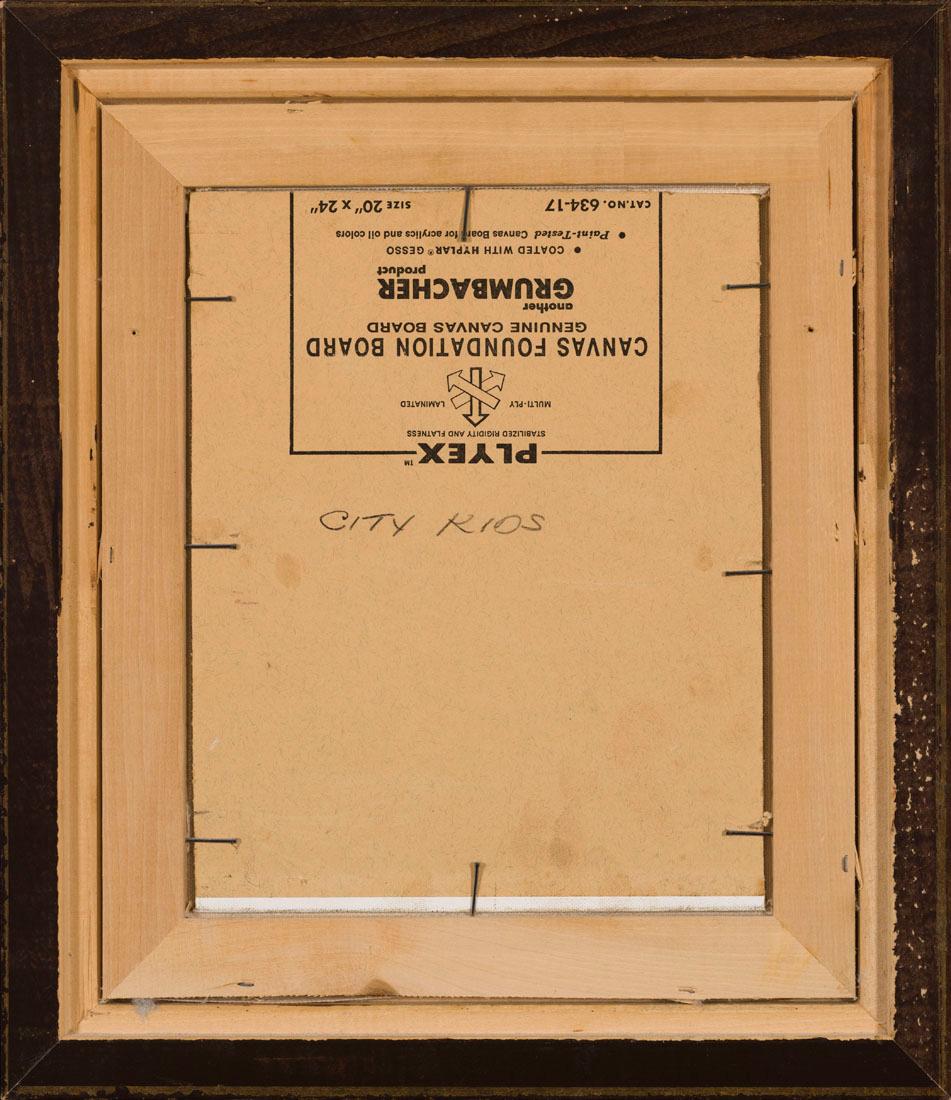 PLYEX™
STABILIZED RIGIDITY AND FLATNESS
MULTI-PLY LAMINATED
CANVAS FOUNDATION BOARD
GENUINE CANVAS BOARD
another
GRUMBACHER
product
• COATED WITH HYPLAR® GESSO
• Paint-Tested Canvas Board for acrylics and oil colors
CAT.NO. 634-17 SIZE 20" X 24"
CITY KIDS